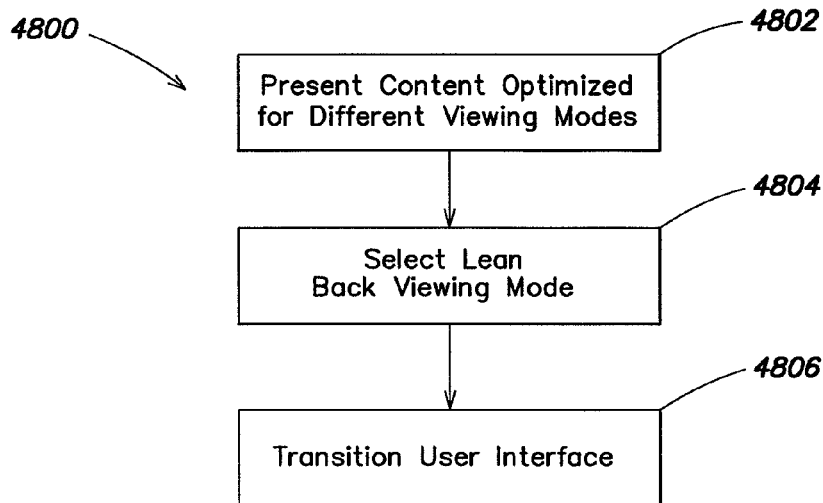 4800
4802
Present Content Optimized
for Different Viewing Modes
4804
Select Lean
Back Viewing Mode
4806
Transition User Interface